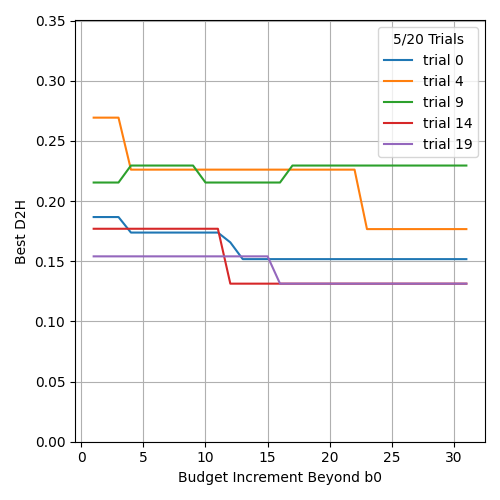 0.35
0.30
0.25
0.20
0.15
0.10
0.05
0.00
Best D2H
5/20 Trials
trial 0
trial 4
trial 9
trial 14
trial 19
0 5 10 15 20 25 30
Budget Increment Beyond b0